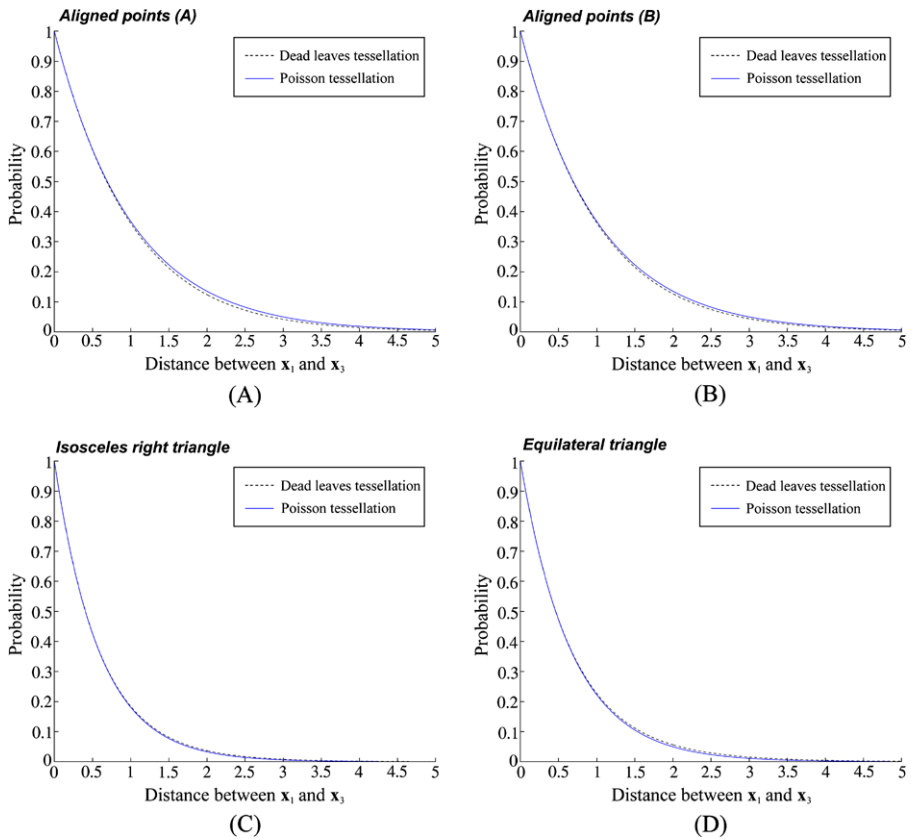 Aligned points (A)
1
0.9
0.8
0.7
0.6
0.5
0.4
0.3
0.2
0.1
0
Probability
Dead leaves tessellation
Poisson tessellation
0 0.5 1 1.5 2 2.5 3 3.5 4 4.5 5
Distance between x₁ and x₃
(A)
Aligned points (B)
1
0.9
0.8
0.7
0.6
0.5
0.4
0.3
0.2
0.1
0
Probability
Dead leaves tessellation
Poisson tessellation
0 0.5 1 1.5 2 2.5 3 3.5 4 4.5 5
Distance between x₁ and x₃
(B)
Isosceles right triangle
1
0.9
0.8
0.7
0.6
0.5
0.4
0.3
0.2
0.1
0
Probability
Dead leaves tessellation
Poisson tessellation
0 0.5 1 1.5 2 2.5 3 3.5 4 4.5 5
Distance between x₁ and x₃
(C)
Equilateral triangle
1
0.9
0.8
0.7
0.6
0.5
0.4
0.3
0.2
0.1
0
Probability
Dead leaves tessellation
Poisson tessellation
0 0.5 1 1.5 2 2.5 3 3.5 4 4.5 5
Distance between x₁ and x₃
(D)